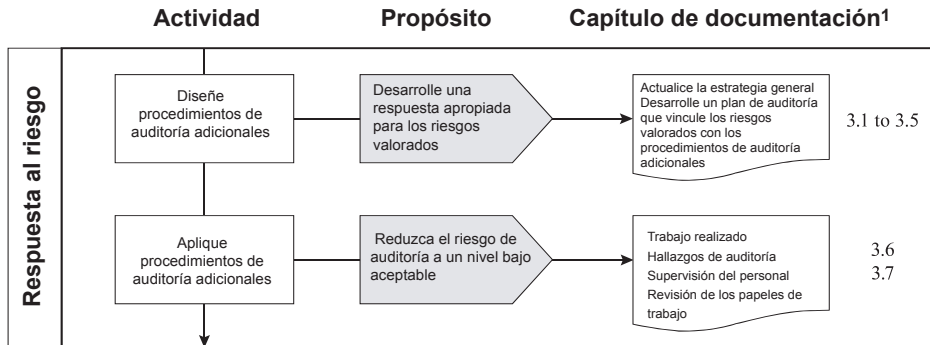 Actividad
Propósito
Capítulo de documentación1
Respuesta al riesgo
Diseñe
procedimientos de
auditoría adicionales
Desarrolle una
respuesta apropiada
para los riesgos
valorados
Actualice la estrategia general
Desarrolle un plan de auditoría
que vincule los riesgos
valorados con los
procedimientos de auditoría
adicionales
3.1 to 3.5
Aplique
procedimientos de
auditoría adicionales
Reduzca el riesgo de
auditoría a un nivel bajo
aceptable
Trabajo realizado
Hallazgos de auditoría
Supervisión del personal
Revisión de los papeles de
trabajo
3.6
3.7